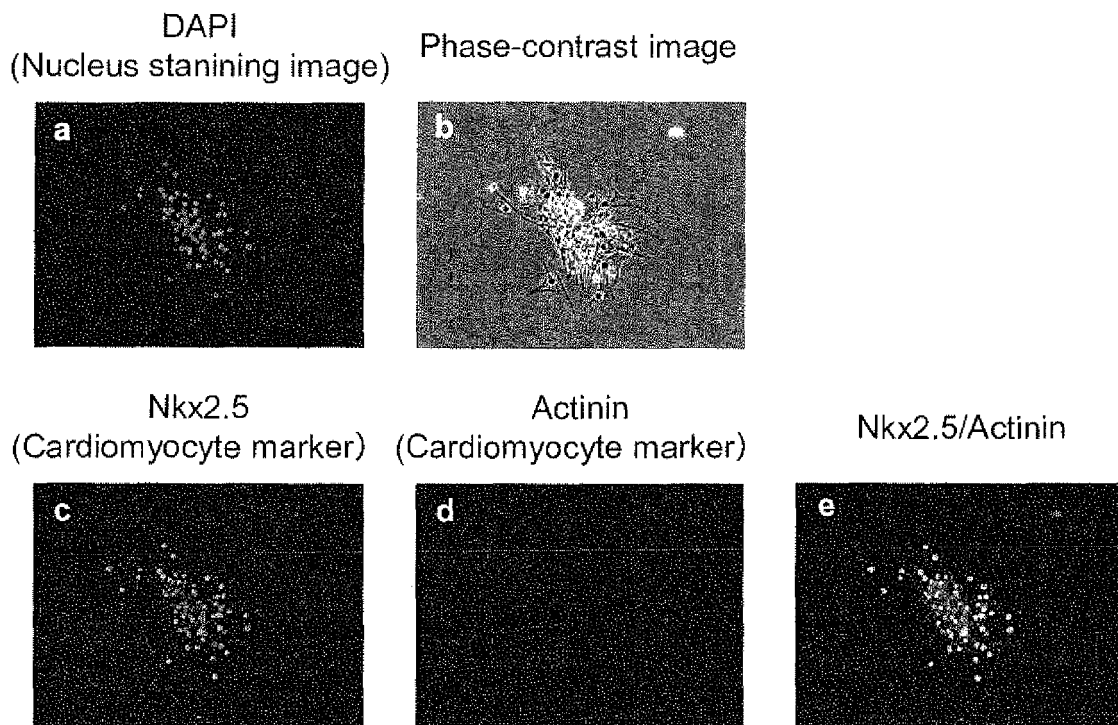 DAPI
(Nucleus stanining image)
Phase-contrast image
a
b
Nkx2.5
(Cardiomyocyte marker)
Actinin
(Cardiomyocyte marker)
Nkx2.5/Actinin
c
d
e